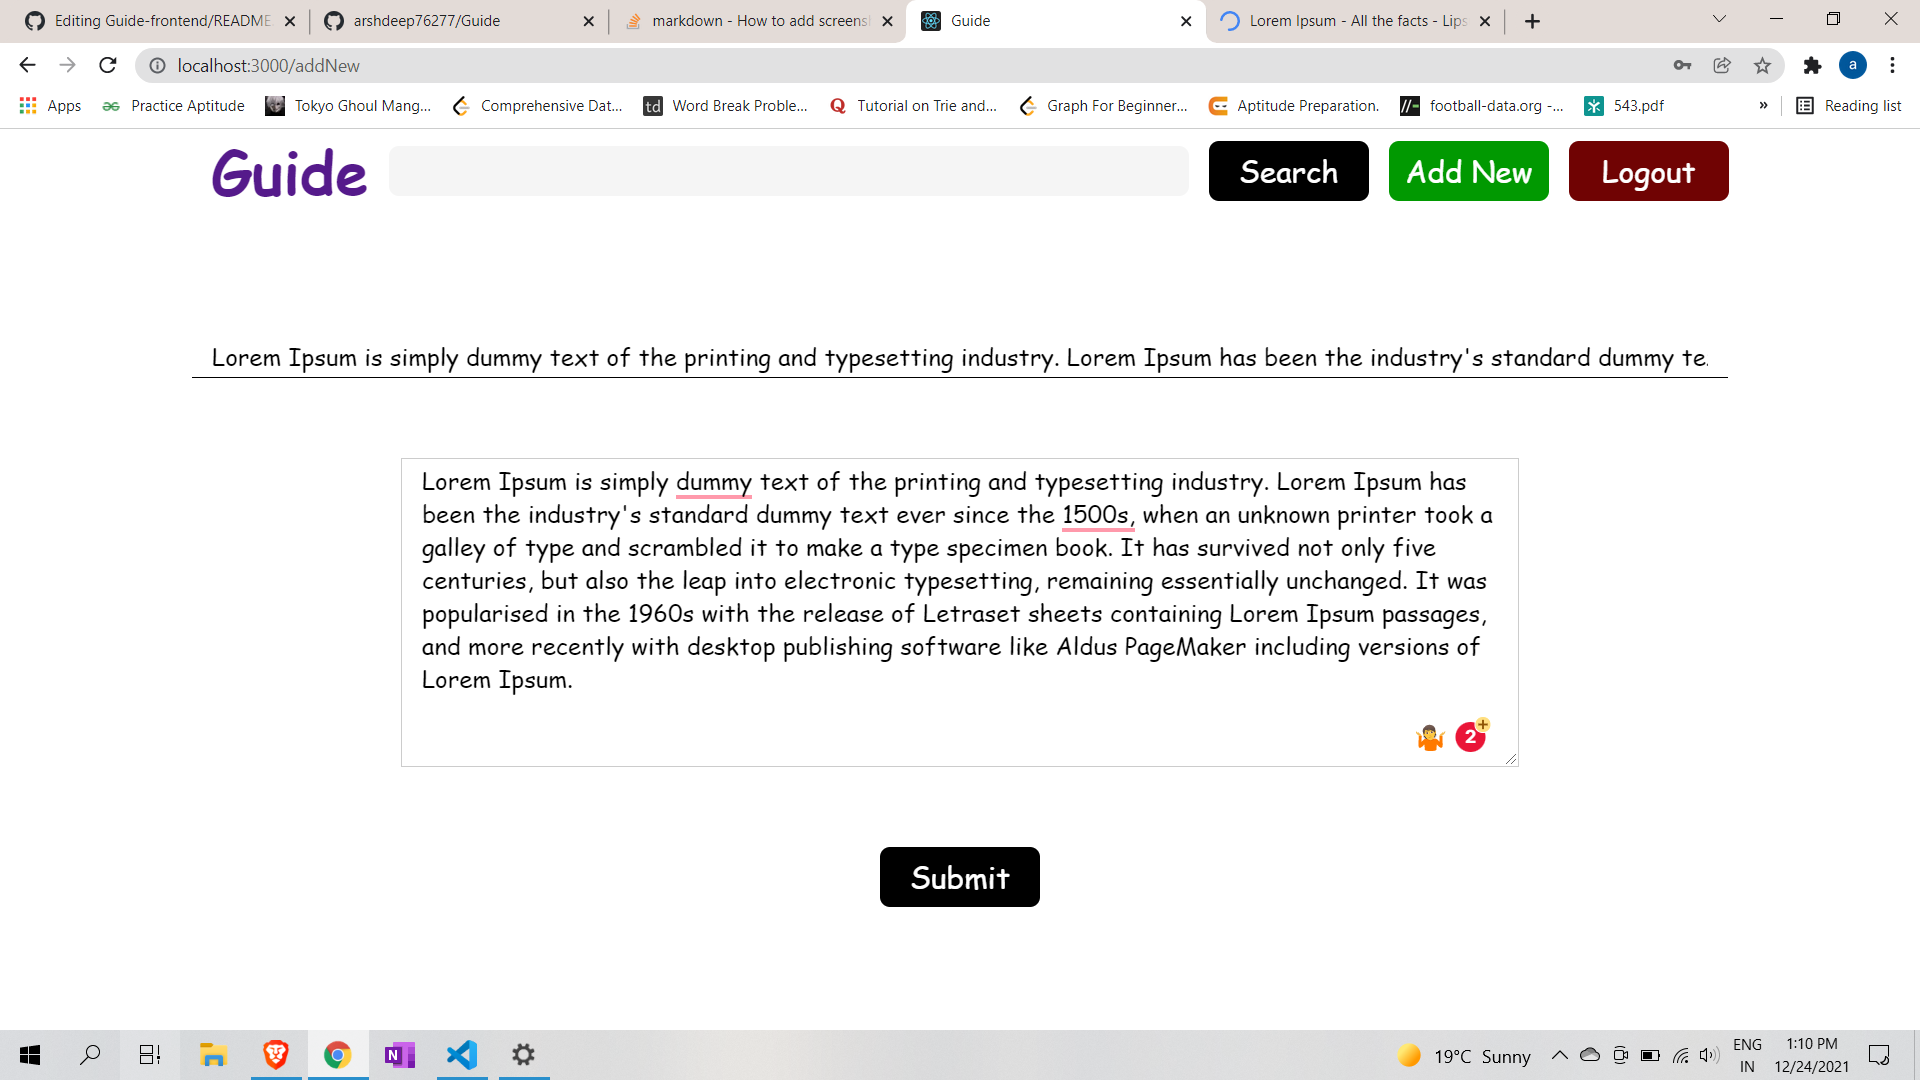 Editing Guide-frontend/README.
arshdeep76277/Guide
markdown - How to add screensh
Guide
Lorem Ipsum - All the facts - Lips
localhost:3000/addNew
a
Apps
Practice Aptitude
Tokyo Ghoul Mang...
Comprehensive Dat...
td
Word Break Proble...
Q
Tutorial on Trie and...
Graph For Beginner...
Aptitude Preparation.
football-data.org -...
543.pdf
»
Reading list
Guide
Search
Add New
Logout
Lorem Ipsum is simply dummy text of the printing and typesetting industry. Lorem Ipsum has been the industry's standard dummy te
Lorem Ipsum is simply dummy text of the printing and typesetting industry. Lorem Ipsum has
been the industry's standard dummy text ever since the 1500s, when an unknown printer took a
galley of type and scrambled it to make a type specimen book. It has survived not only five
centuries, but also the leap into electronic typesetting, remaining essentially unchanged. It was
popularised in the 1960s with the release of Letraset sheets containing Lorem Ipsum passages,
and more recently with desktop publishing software like Aldus PageMaker including versions of
Lorem Ipsum.
2
Submit
N
19°C Sunny
ENG
IN
1:10 PM
12/24/2021